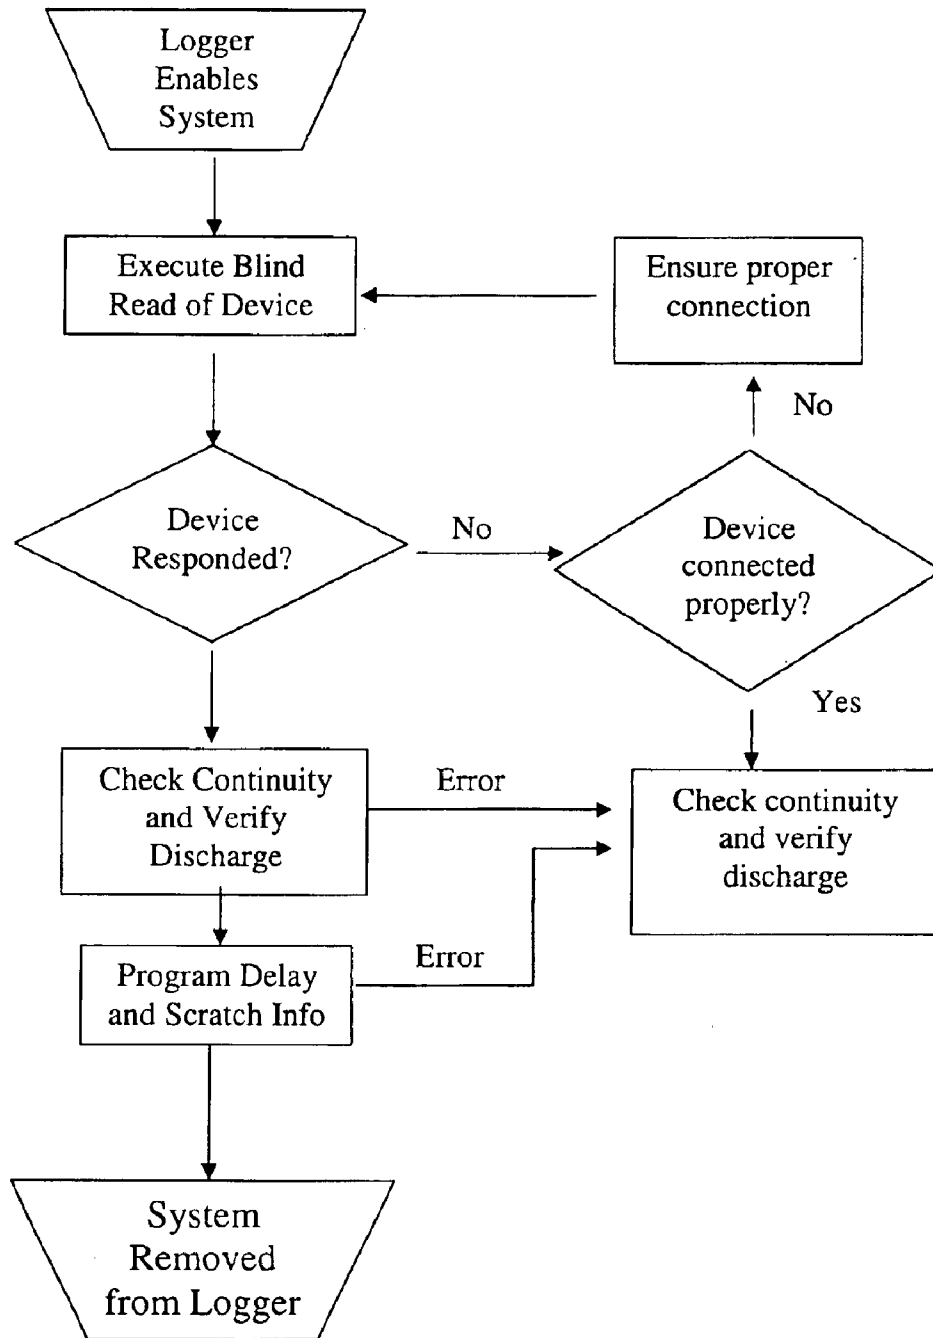 Logger
Enables
System
Execute Blind
Read of Device
Ensure proper
connection
No
Device
Responded?
No
Device
connected
properly?
Yes
Check Continuity
and Verify
Discharge
Error
Check continuity
and verify
discharge
Program Delay
and Scratch Info
Error
System
Removed
from Logger